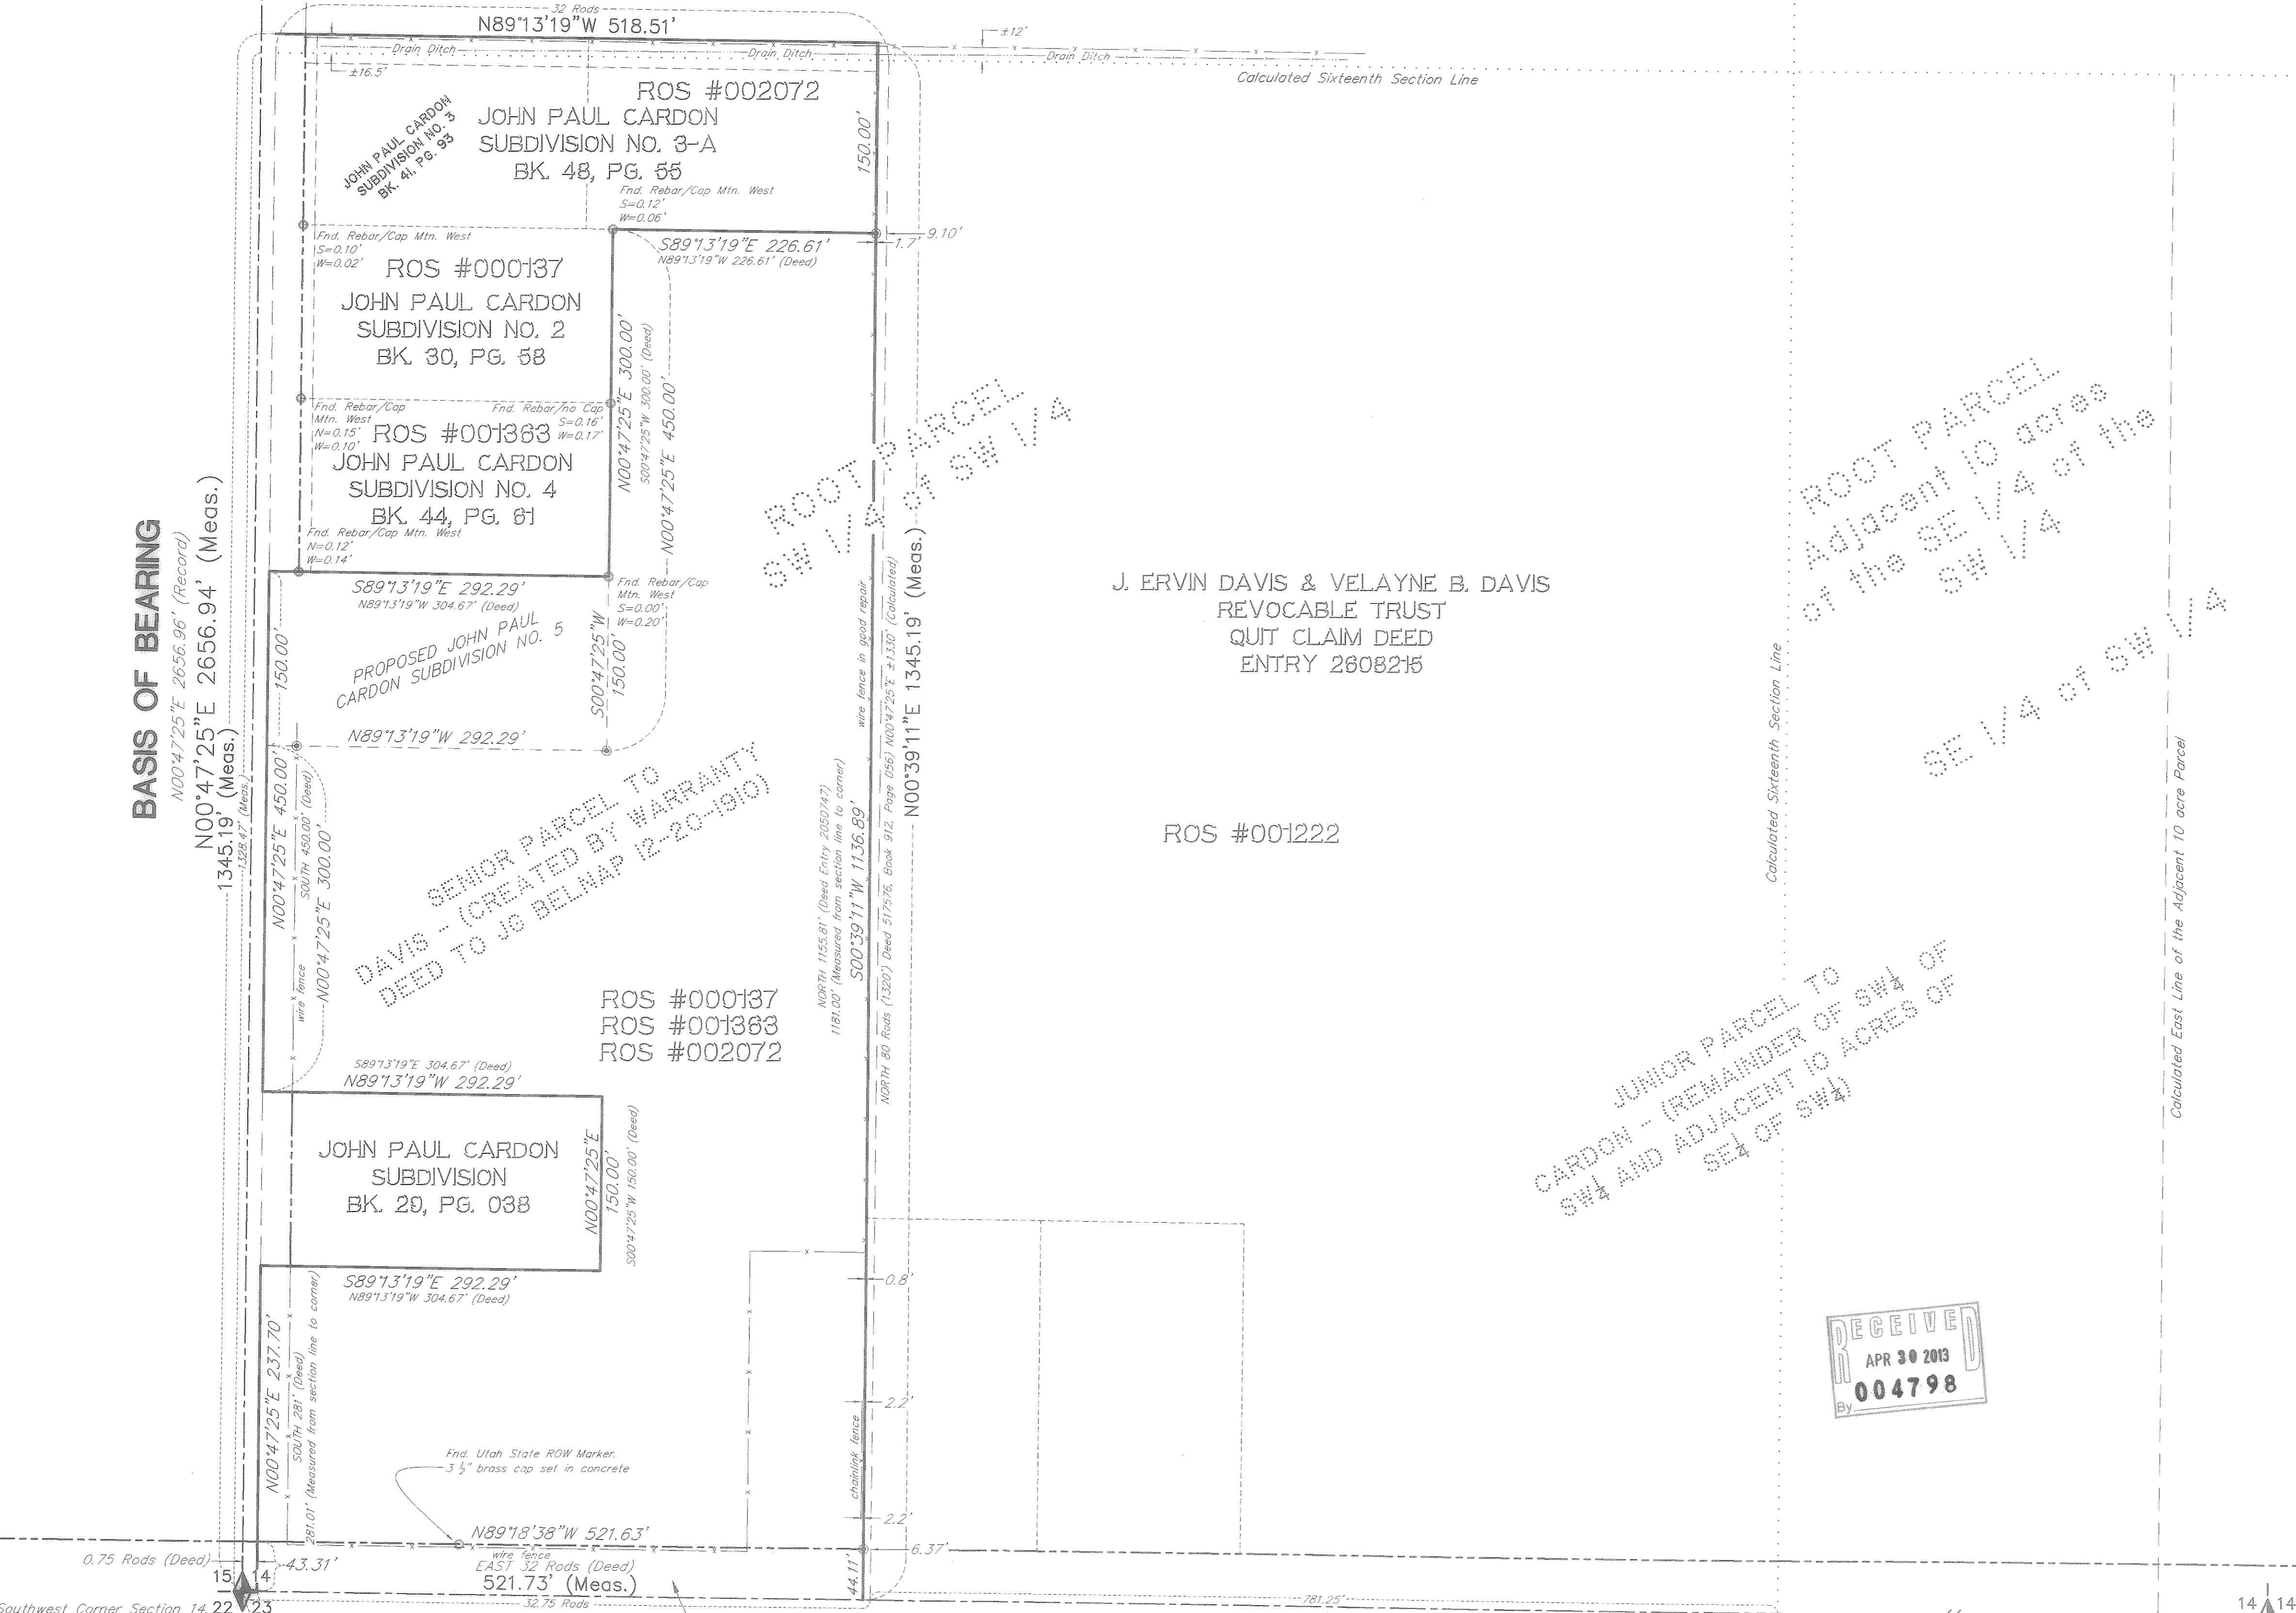 32 Rods
N89°13'19"W 518.51'
Drain Ditch
Drain Ditch
±12'
Drain Ditch
±16.5'
Calculated Sixteenth Section Line
ROS #002072
JOHN PAUL CARDON
SUBDIVISION NO. 3-A
BK. 48, PG. 55
JOHN PAUL CARDON
SUBDIVISION NO. 3
BK. 41, PG. 93
150.00'
Fnd. Rebar/Cap Mtn. West
S=0.12'
W=0.06'
9.10'
1.7'
S89°13'19"E 226.61'
N89°13'19"W 226.61' (Deed)
Fnd. Rebar/Cap Mtn. West
S=0.10'
W=0.02'
ROS #000137
JOHN PAUL CARDON
SUBDIVISION NO. 2
BK. 30, PG. 58
N00°47'25"E 300.00'
S00°47'25"W 300.00' (Deed)
N00°47'25"E 450.00'
Fnd. Rebar/Cap
Mtn. West
N=0.15'
W=0.10'
Fnd. Rebar/no Cap
S=0.16'
W=0.17'
ROS #001363
JOHN PAUL CARDON
SUBDIVISION NO. 4
BK. 44, PG. 61
Fnd. Rebar/Cap Mtn. West
N=0.12'
W=0.14'
ROOT PARCEL
SW 1/4 of SW 1/4
ROOT PARCEL
Adjacent 10 acres
of the SE 1/4 of the
SW 1/4
SE 1/4 of SW 1/4
BASIS OF BEARING
N00°47'25"E 2656.96' (Record)
N00°47'25"E 2656.94' (Meas.)
1345.19' (Meas.)
1328.47' (Meas.)
S89°13'19"E 292.29'
N89°13'19"W 304.67' (Deed)
Fnd. Rebar/Cap
Mtn. West
S=0.00'
W=0.20'
150.00'
PROPOSED JOHN PAUL
CARDON SUBDIVISION NO. 5
S00°47'25"W
150.00'
N89°13'19"W 292.29'
J. ERVIN DAVIS & VELAYNE B. DAVIS
REVOCABLE TRUST
QUIT CLAIM DEED
ENTRY 2608215
ROS #001222
wire fence in good repair
N00°39'11"E 1345.19' (Meas.)
Calculated Sixteenth Section Line
Calculated East Line of the Adjacent 10 acre Parcel
N00°47'25"E 450.00'
SOUTH 450.00' (Deed)
N00°47'25"E 300.00'
wire fence
SENIOR PARCEL TO
DAVIS - (CREATED BY WARRANTY
DEED TO JG BELNAP 12-20-1910)
NORTH 1155.81' (Deed Entry 2050747)
1181.00' (Measured from section line to corner)
S00°39'11"W 1136.89'
NORTH 80 Rods (1320') Deed 517576, Book 912, Page 056) N00°47'25"E ±1330' (Calculated)
ROS #000137
ROS #001363
ROS #002072
JUNIOR PARCEL TO
CARDON - (REMAINDER OF SW¼ OF
SW¼ AND ADJACENT 10 ACRES OF
SE¼ OF SW¼)
S89°13'19"E 304.67' (Deed)
N89°13'19"W 292.29'
JOHN PAUL CARDON
SUBDIVISION
BK. 29, PG. 038
N00°47'25"E
150.00'
S00°47'25"W 150.00' (Deed)
S89°13'19"E 292.29'
N89°13'19"W 304.67' (Deed)
0.8'
N00°47'25"E 237.70'
SOUTH 281' (Deed)
281.01' (Measured from section line to corner)
RECEIVED
APR 30 2013
004798
By
2.2'
chainlink fence
Fnd. Utah State ROW Marker.
3 ½" brass cap set in concrete
2.2'
N89°18'38"W 521.63'
wire fence
6.37'
0.75 Rods (Deed)
43.31'
EAST 32 Rods (Deed)
521.73' (Meas.)
44.11'
15 14
22 23
32.75 Rods
781.25'
Southwest Corner Section 14,
14 14